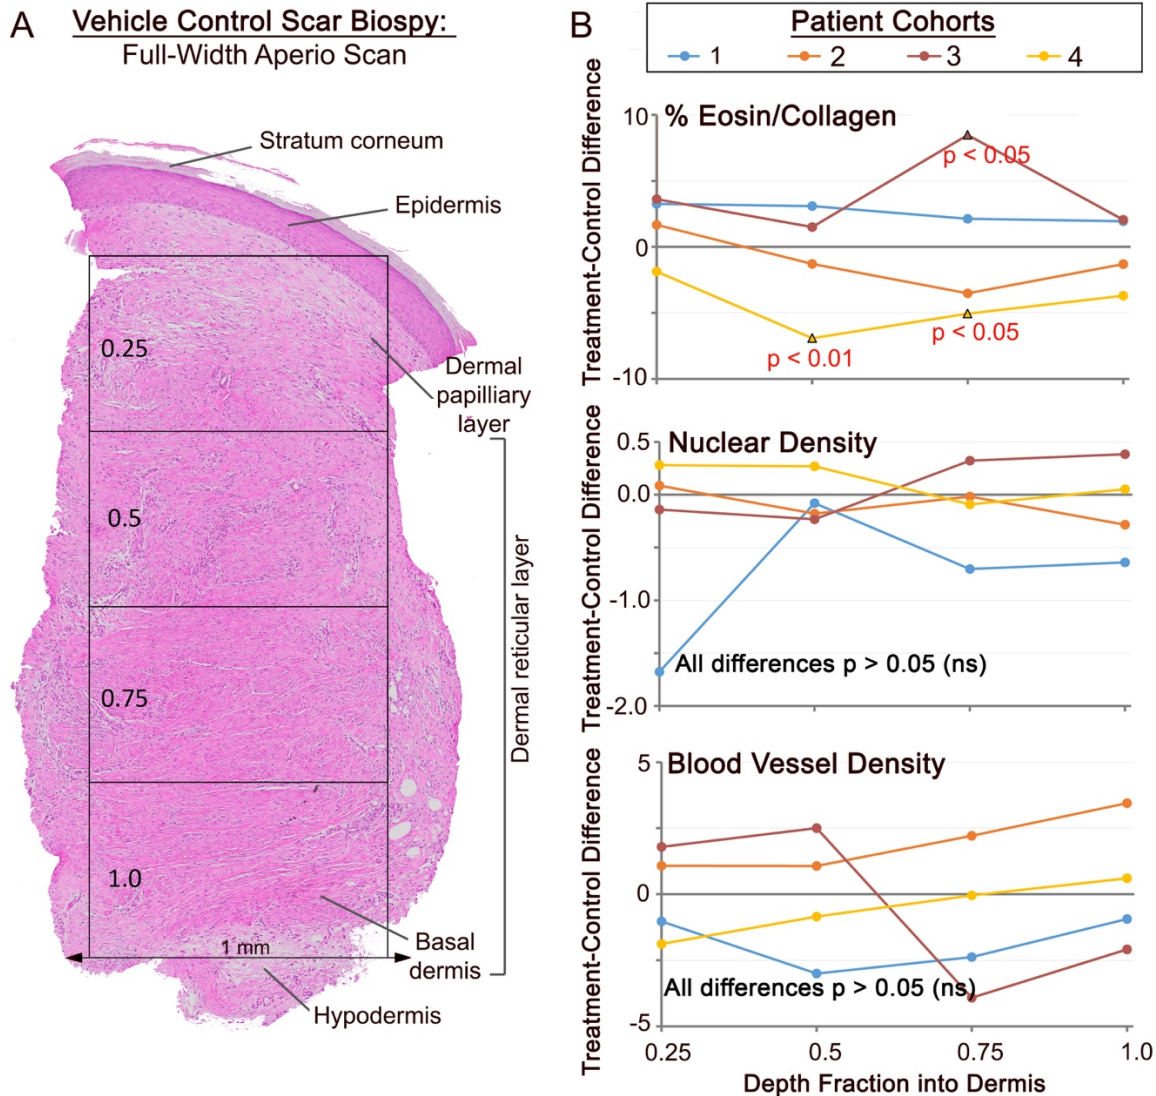 A
Vehicle Control Scar Biospy:
Full-Width Aperio Scan
Stratum corneum
Epidermis
0.25
Dermal
papilliary
layer
0.5
0.75
1.0
Dermal reticular layer
1 mm
Basal
dermis
Hypodermis
B
Patient Cohorts
1 2 3 4
Treatment-Control Difference
% Eosin/Collagen
10
0
-10
p < 0.05
p < 0.01
p < 0.05
Treatment-Control Difference
Nuclear Density
0.5
0.0
-1.0
-2.0
All differences p > 0.05 (ns)
Treatment-Control Difference
Blood Vessel Density
5
0
-5
All differences p > 0.05 (ns)
0.25 0.5 0.75 1.0
Depth Fraction into Dermis